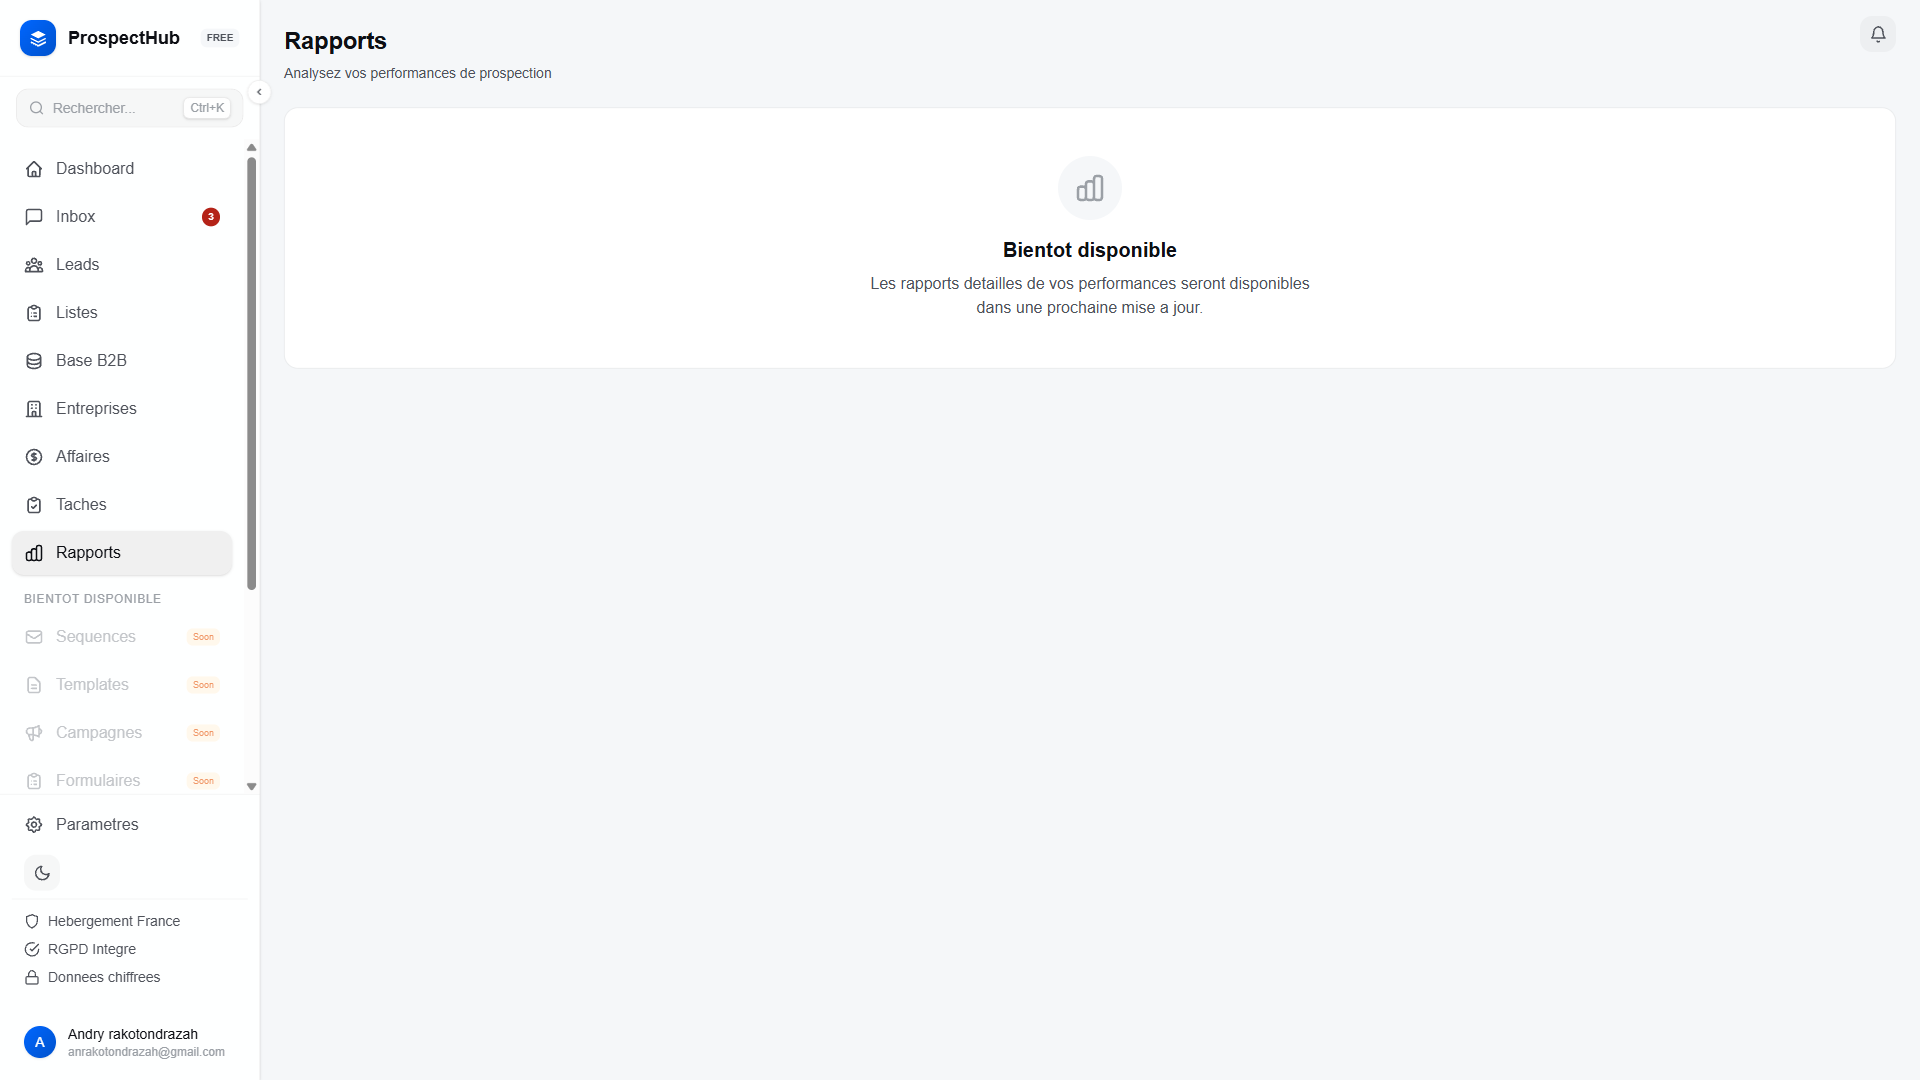 ProspectHub FREE
Rechercher... Ctrl+K
Dashboard
Inbox 3
Leads
Listes
Base B2B
Entreprises
Affaires
Taches
Rapports
BIENTOT DISPONIBLE
Sequences Soon
Templates Soon
Campagnes Soon
Formulaires Soon
Parametres
Hebergement France
RGPD Integre
Donnees chiffrees
A
Andry rakotondrazah
anrakotondrazah@gmail.com
Rapports
Analysez vos performances de prospection
Bientot disponible
Les rapports detailles de vos performances seront disponibles
dans une prochaine mise a jour.